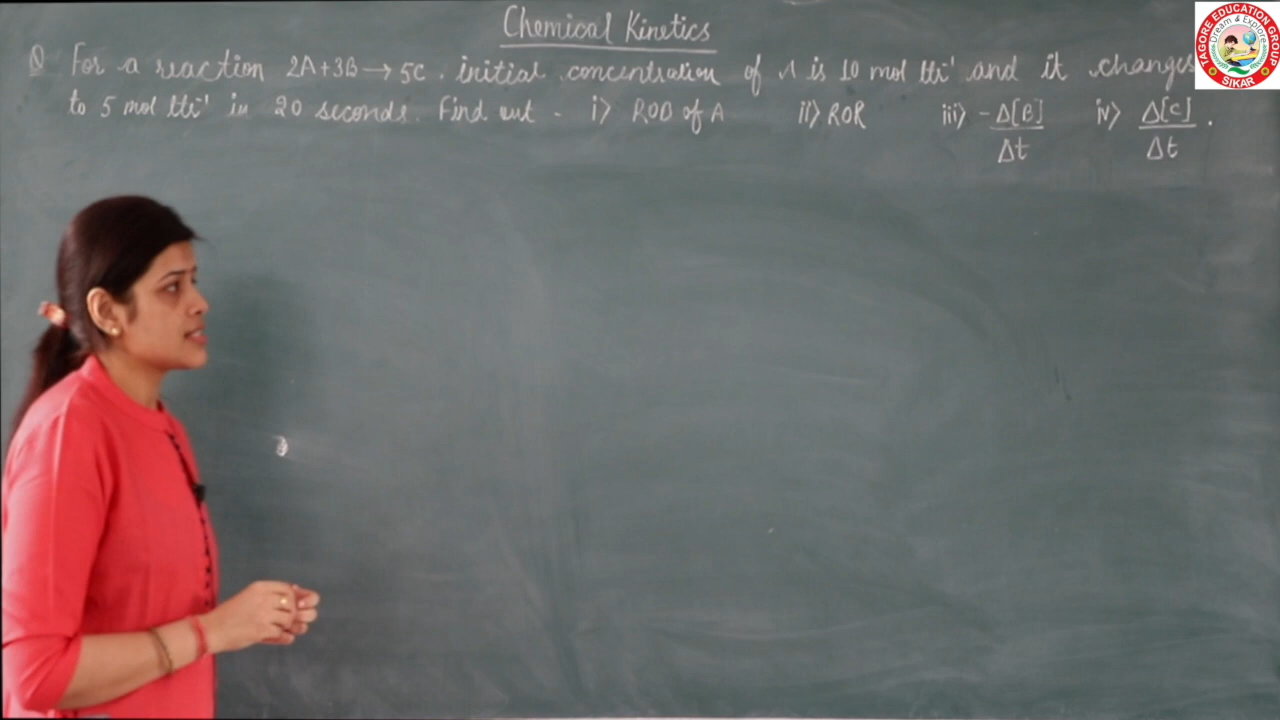 Chemical Kinetics
Q For a reaction 2A+3B → 5C. initial concentration of A is 10 mol ltr⁻¹ and it changes
to 5 mol ltr⁻¹ in 20 seconds. Find out - i) ROD of A ii) ROR iii) -Δ[B]/Δt iv) Δ[C]/Δt.
TAGORE EDUCATION GROUP
Dream & Explore
SIKAR